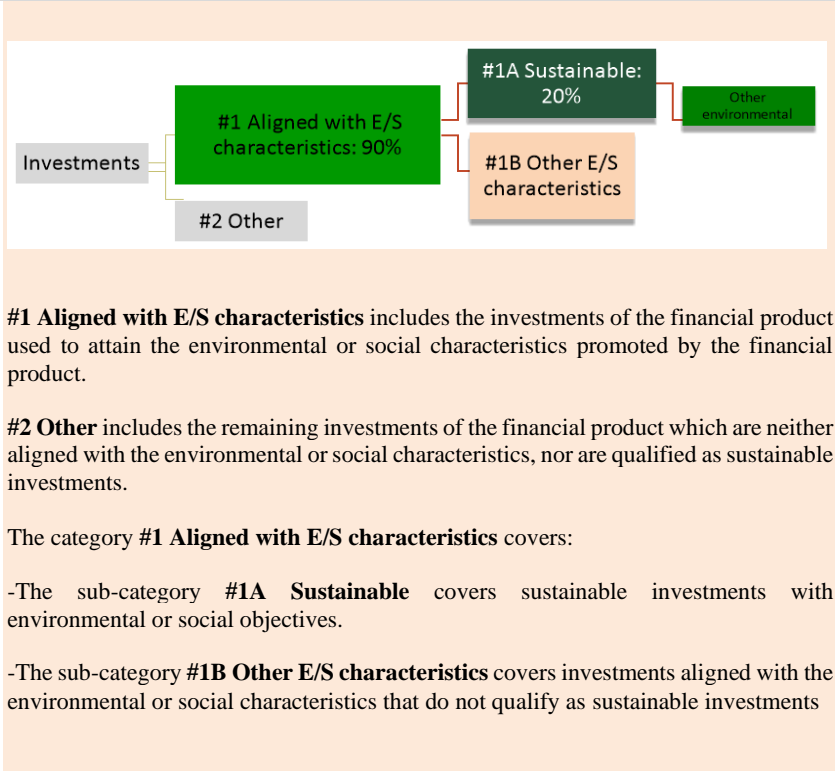 #1A Sustainable:
20%
Other
environmental
#1 Aligned with E/S
characteristics: 90%
Investments
#1B Other E/S
characteristics
#2 Other
#1 Aligned with E/S characteristics includes the investments of the financial product
used to attain the environmental or social characteristics promoted by the financial
product.
#2 Other includes the remaining investments of the financial product which are neither
aligned with the environmental or social characteristics, nor are qualified as sustainable
investments.
The category #1 Aligned with E/S characteristics covers:
-The sub-category #1A Sustainable covers sustainable investments with
environmental or social objectives.
-The sub-category #1B Other E/S characteristics covers investments aligned with the
environmental or social characteristics that do not qualify as sustainable investments